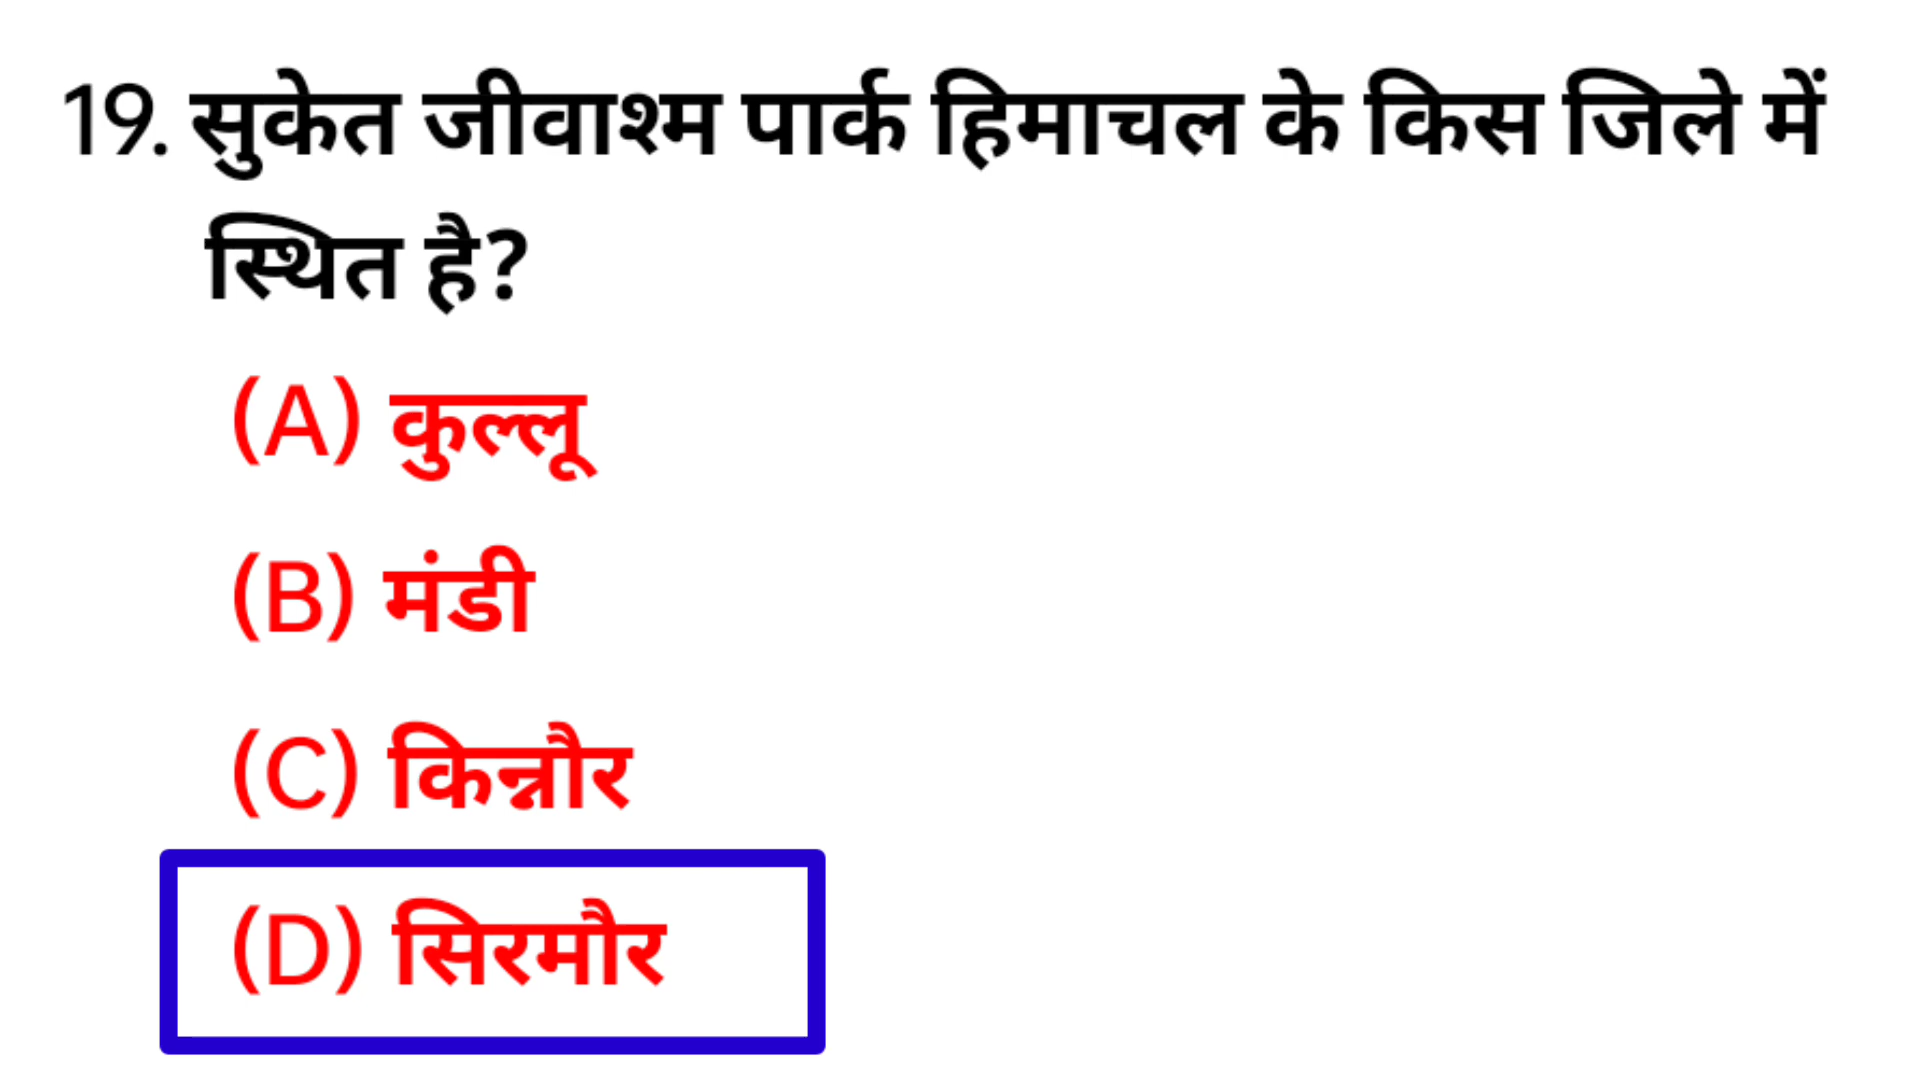 19. सुकेत जीवाश्म पार्क हिमाचल के किस जिले में
स्थित है?
(A) कुल्लू
(B) मंडी
(C) किन्नौर
(D) सिरमौर